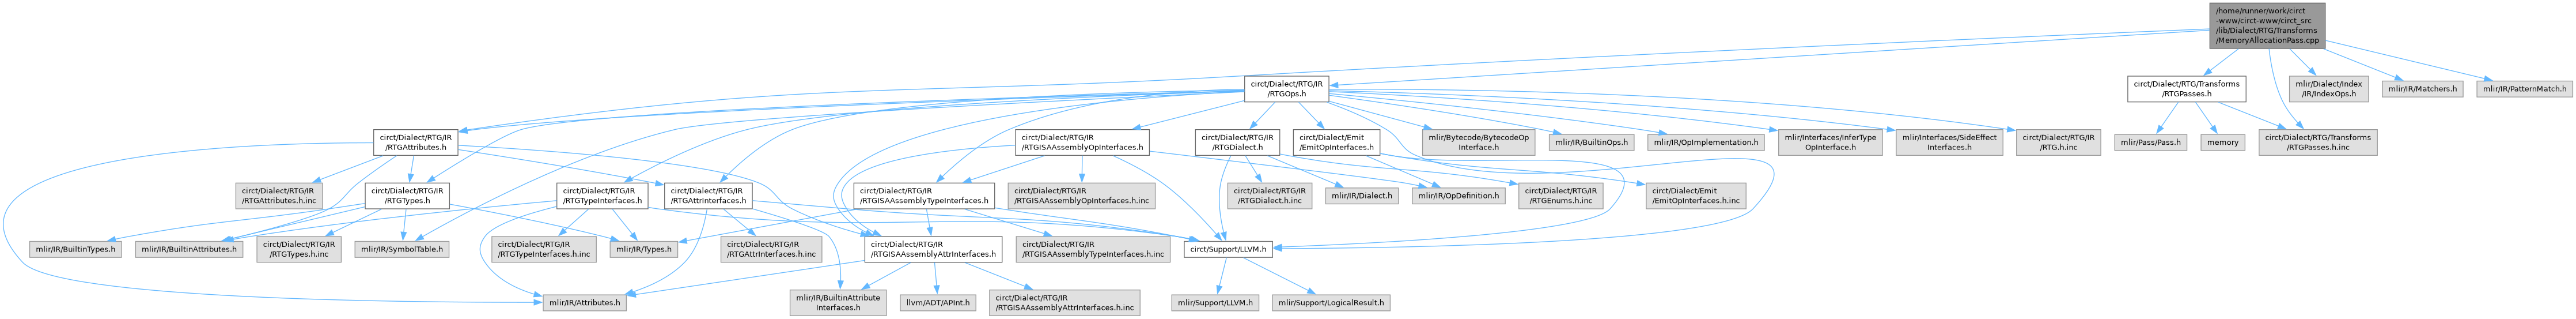 /home/runner/work/circt
-www/circt-www/circt_src
/lib/Dialect/RTG/Transforms
/MemoryAllocationPass.cpp
circt/Dialect/RTG/IR
/RTGOps.h
circt/Dialect/RTG/Transforms
/RTGPasses.h
mlir/Dialect/Index
/IR/IndexOps.h
mlir/IR/Matchers.h
mlir/IR/PatternMatch.h
circt/Dialect/RTG/IR
/RTGAttributes.h
circt/Dialect/RTG/IR
/RTGISAAssemblyOpInterfaces.h
circt/Dialect/RTG/IR
/RTGDialect.h
circt/Dialect/Emit
/EmitOpInterfaces.h
mlir/Bytecode/BytecodeOp
Interface.h
mlir/IR/BuiltinOps.h
mlir/IR/OpImplementation.h
mlir/Interfaces/InferType
OpInterface.h
mlir/Interfaces/SideEffect
Interfaces.h
circt/Dialect/RTG/IR
/RTG.h.inc
mlir/Pass/Pass.h
memory
circt/Dialect/RTG/Transforms
/RTGPasses.h.inc
circt/Dialect/RTG/IR
/RTGAttributes.h.inc
circt/Dialect/RTG/IR
/RTGTypes.h
circt/Dialect/RTG/IR
/RTGTypeInterfaces.h
circt/Dialect/RTG/IR
/RTGAttrInterfaces.h
circt/Dialect/RTG/IR
/RTGISAAssemblyTypeInterfaces.h
circt/Dialect/RTG/IR
/RTGISAAssemblyOpInterfaces.h.inc
circt/Dialect/RTG/IR
/RTGDialect.h.inc
mlir/IR/Dialect.h
mlir/IR/OpDefinition.h
circt/Dialect/RTG/IR
/RTGEnums.h.inc
circt/Dialect/Emit
/EmitOpInterfaces.h.inc
mlir/IR/BuiltinTypes.h
mlir/IR/BuiltinAttributes.h
circt/Dialect/RTG/IR
/RTGTypes.h.inc
mlir/IR/SymbolTable.h
circt/Dialect/RTG/IR
/RTGTypeInterfaces.h.inc
mlir/IR/Types.h
circt/Dialect/RTG/IR
/RTGAttrInterfaces.h.inc
circt/Dialect/RTG/IR
/RTGISAAssemblyAttrInterfaces.h
circt/Dialect/RTG/IR
/RTGISAAssemblyTypeInterfaces.h.inc
circt/Support/LLVM.h
mlir/IR/Attributes.h
mlir/IR/BuiltinAttribute
Interfaces.h
llvm/ADT/APInt.h
circt/Dialect/RTG/IR
/RTGISAAssemblyAttrInterfaces.h.inc
mlir/Support/LLVM.h
mlir/Support/LogicalResult.h